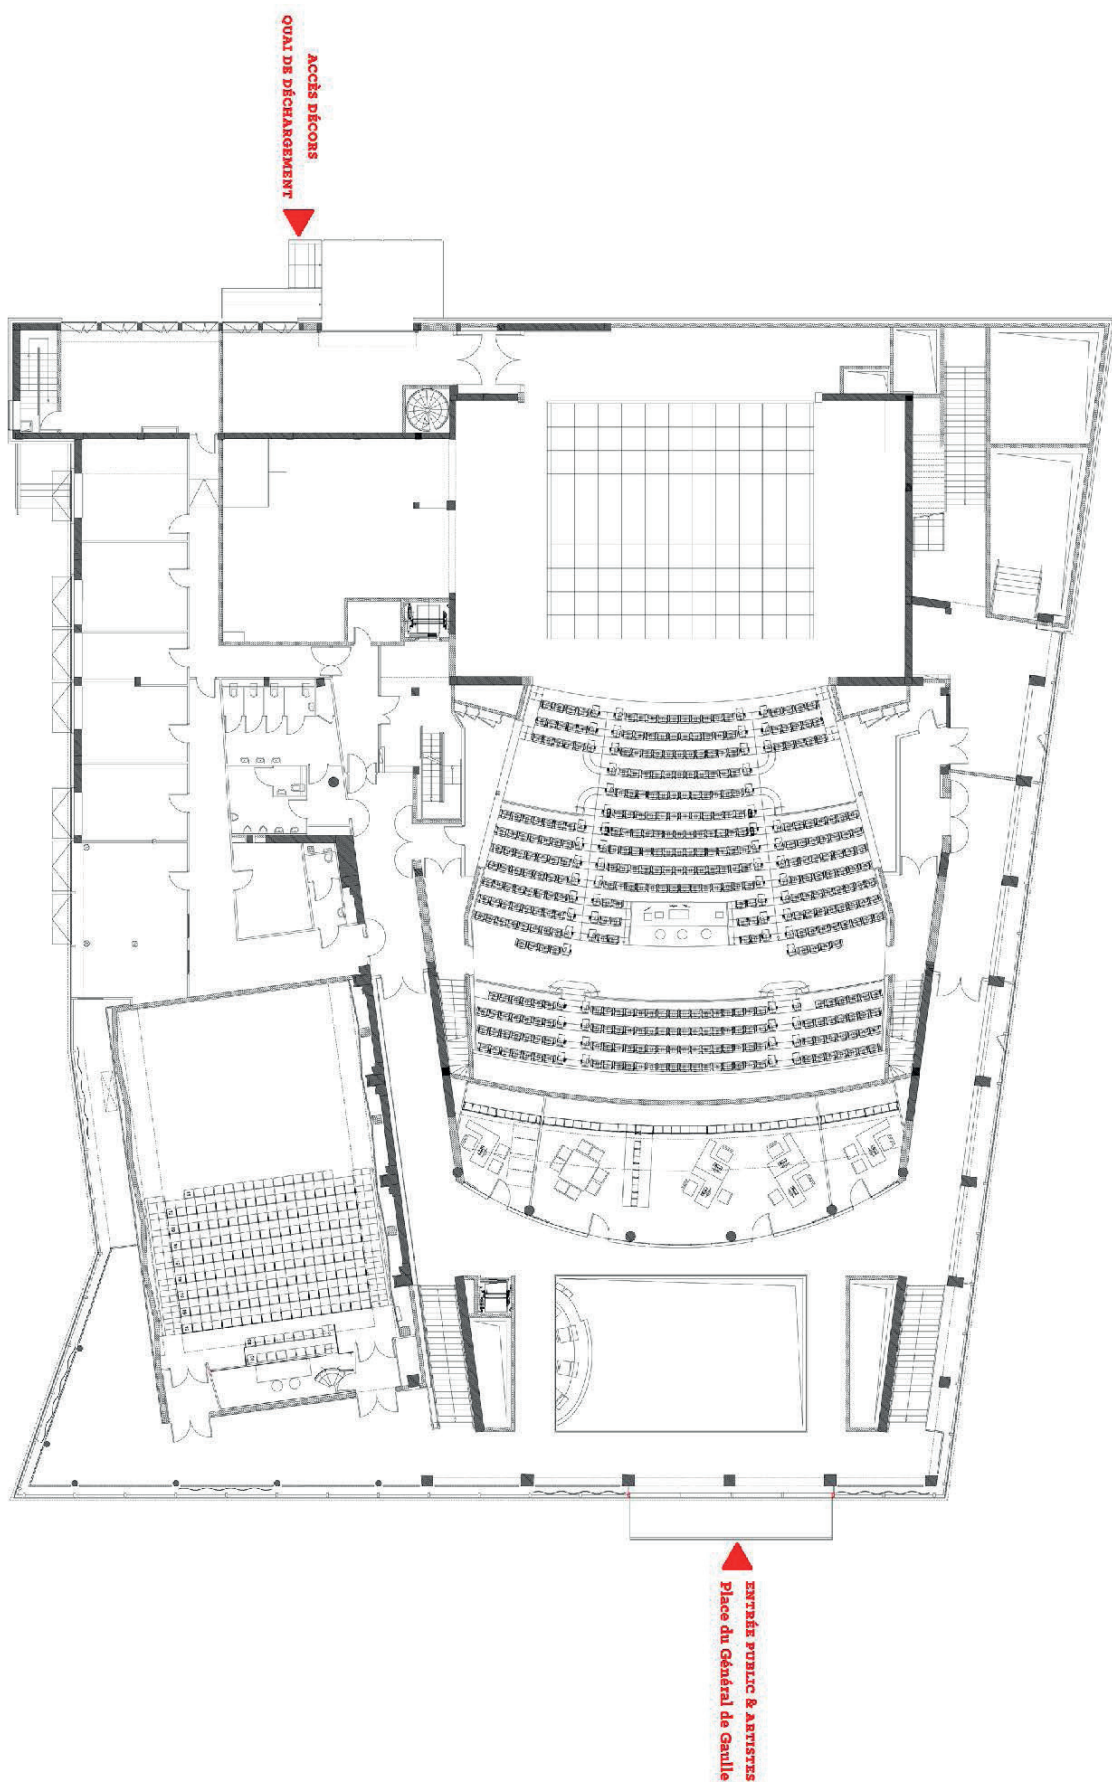 ACCÈS DÉCORS
QUAI DE DÉCHARGEMENT
ENTRÉE PUBLIC & ARTISTES
Place du Général de Gaulle